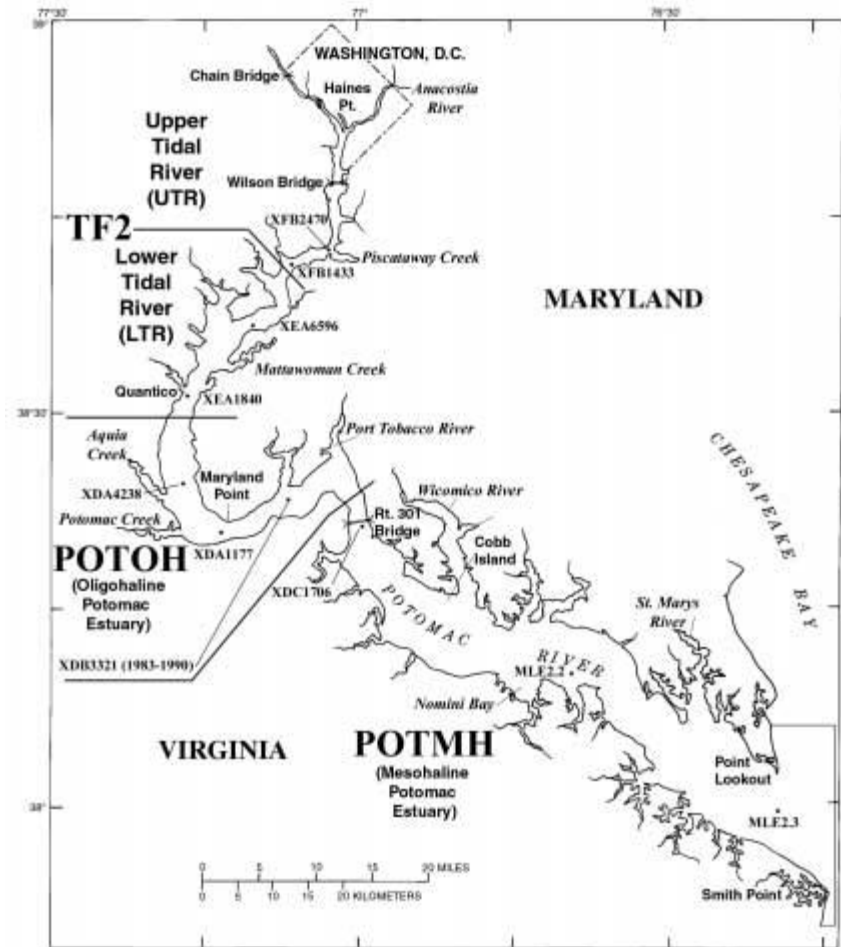 77°30'
WASHINGTON, D.C.
Chain Bridge
Haines
Pt.
Anacostia
River
Upper
Tidal
River
(UTR)
Wilson Bridge
XFB2470
TF2
Piscataway Creek
Lower
Tidal
River
(LTR)
XFB1433
MARYLAND
XEA6596
Mattawoman Creek
Quantico
XEA1840
38°30'
Port Tobacco River
Aquia
Creek
CHESAPEAKE BAY
Maryland
Point
XDA4238
Wicomico River
Potomac Creek
Rt. 301
Bridge
XDA1177
Cobb
Island
POTOH
(Oligohaline
Potomac
Estuary)
XDC1706
POTOMAC
RIVER
St. Marys
River
XDB3321 (1983-1990)
MLE2.2
Nomini Bay
VIRGINIA
POTMH
(Mesohaline
Potomac
Estuary)
Point
Lookout
38°
MLE2.3
0 5 10 15 20 MILES
0 5 10 15 20 KILOMETERS
Smith Point